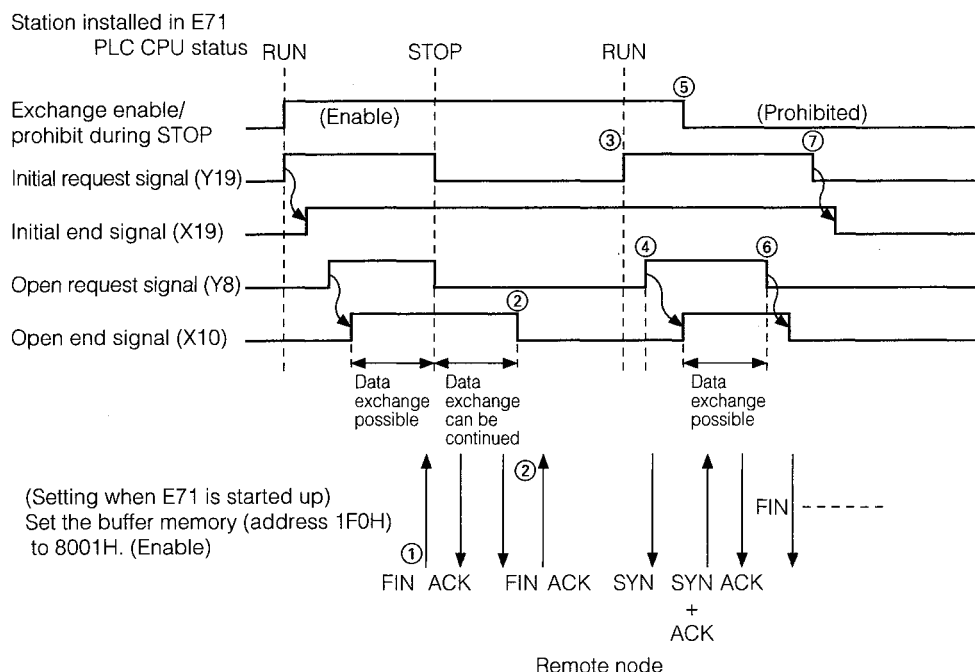 Station installed in E71
PLC CPU status RUN STOP RUN
⑤
Exchange enable/ (Enable) (Prohibited)
prohibit during STOP
③ ⑦
Initial request signal (Y19)
Initial end signal (X19)
④ ⑥
Open request signal (Y8)
②
Open end signal (X10)
Data Data Data
exchange exchange exchange
possible can be possible
continued
②
(Setting when E71 is started up) FIN
Set the buffer memory (address 1F0H)
to 8001H. (Enable) ①
FIN ACK FIN ACK SYN SYN ACK
+
ACK
Remote node